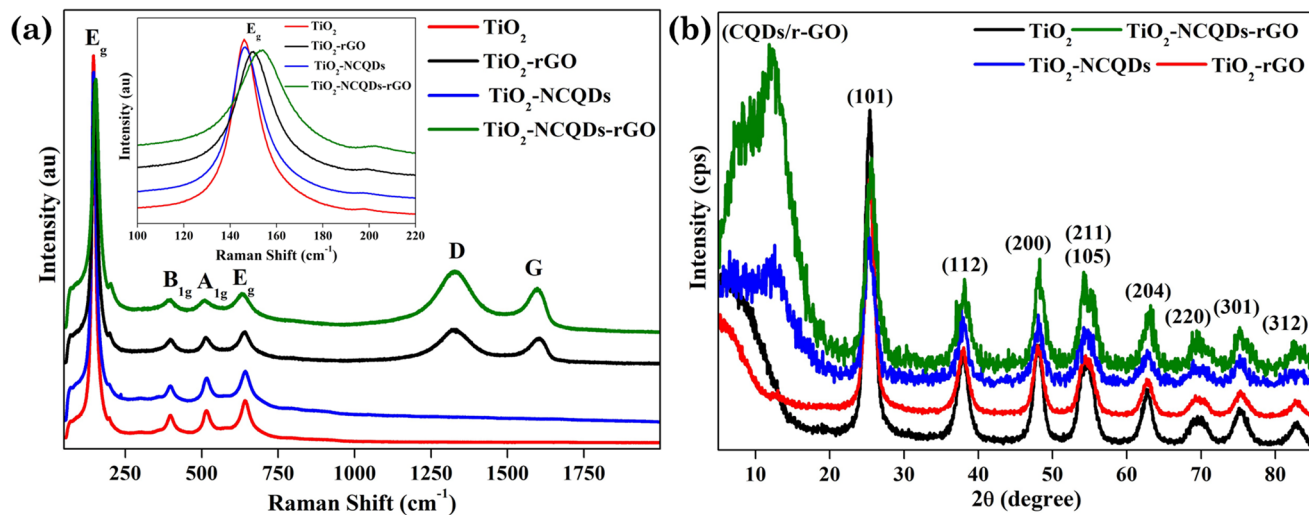 (a)
E_g
E_g
TiO₂
TiO₂-rGO
TiO₂-NCQDs
TiO₂-NCQDs-rGO
Intensity (au)
100 120 140 160 180 200 220
Raman Shift (cm⁻¹)
TiO₂
TiO₂-rGO
TiO₂-NCQDs
TiO₂-NCQDs-rGO
B₁g A₁g E_g D G
Intensity (au)
250 500 750 1000 1250 1500 1750
Raman Shift (cm⁻¹)
(b)
(CQDs/r-GO)
TiO₂ TiO₂-NCQDs-rGO
TiO₂-NCQDs TiO₂-rGO
(101)
(112)
(200)
(211)
(105)
(204)
(220)
(301)
(312)
Intensity (cps)
10 20 30 40 50 60 70 80
2θ (degree)